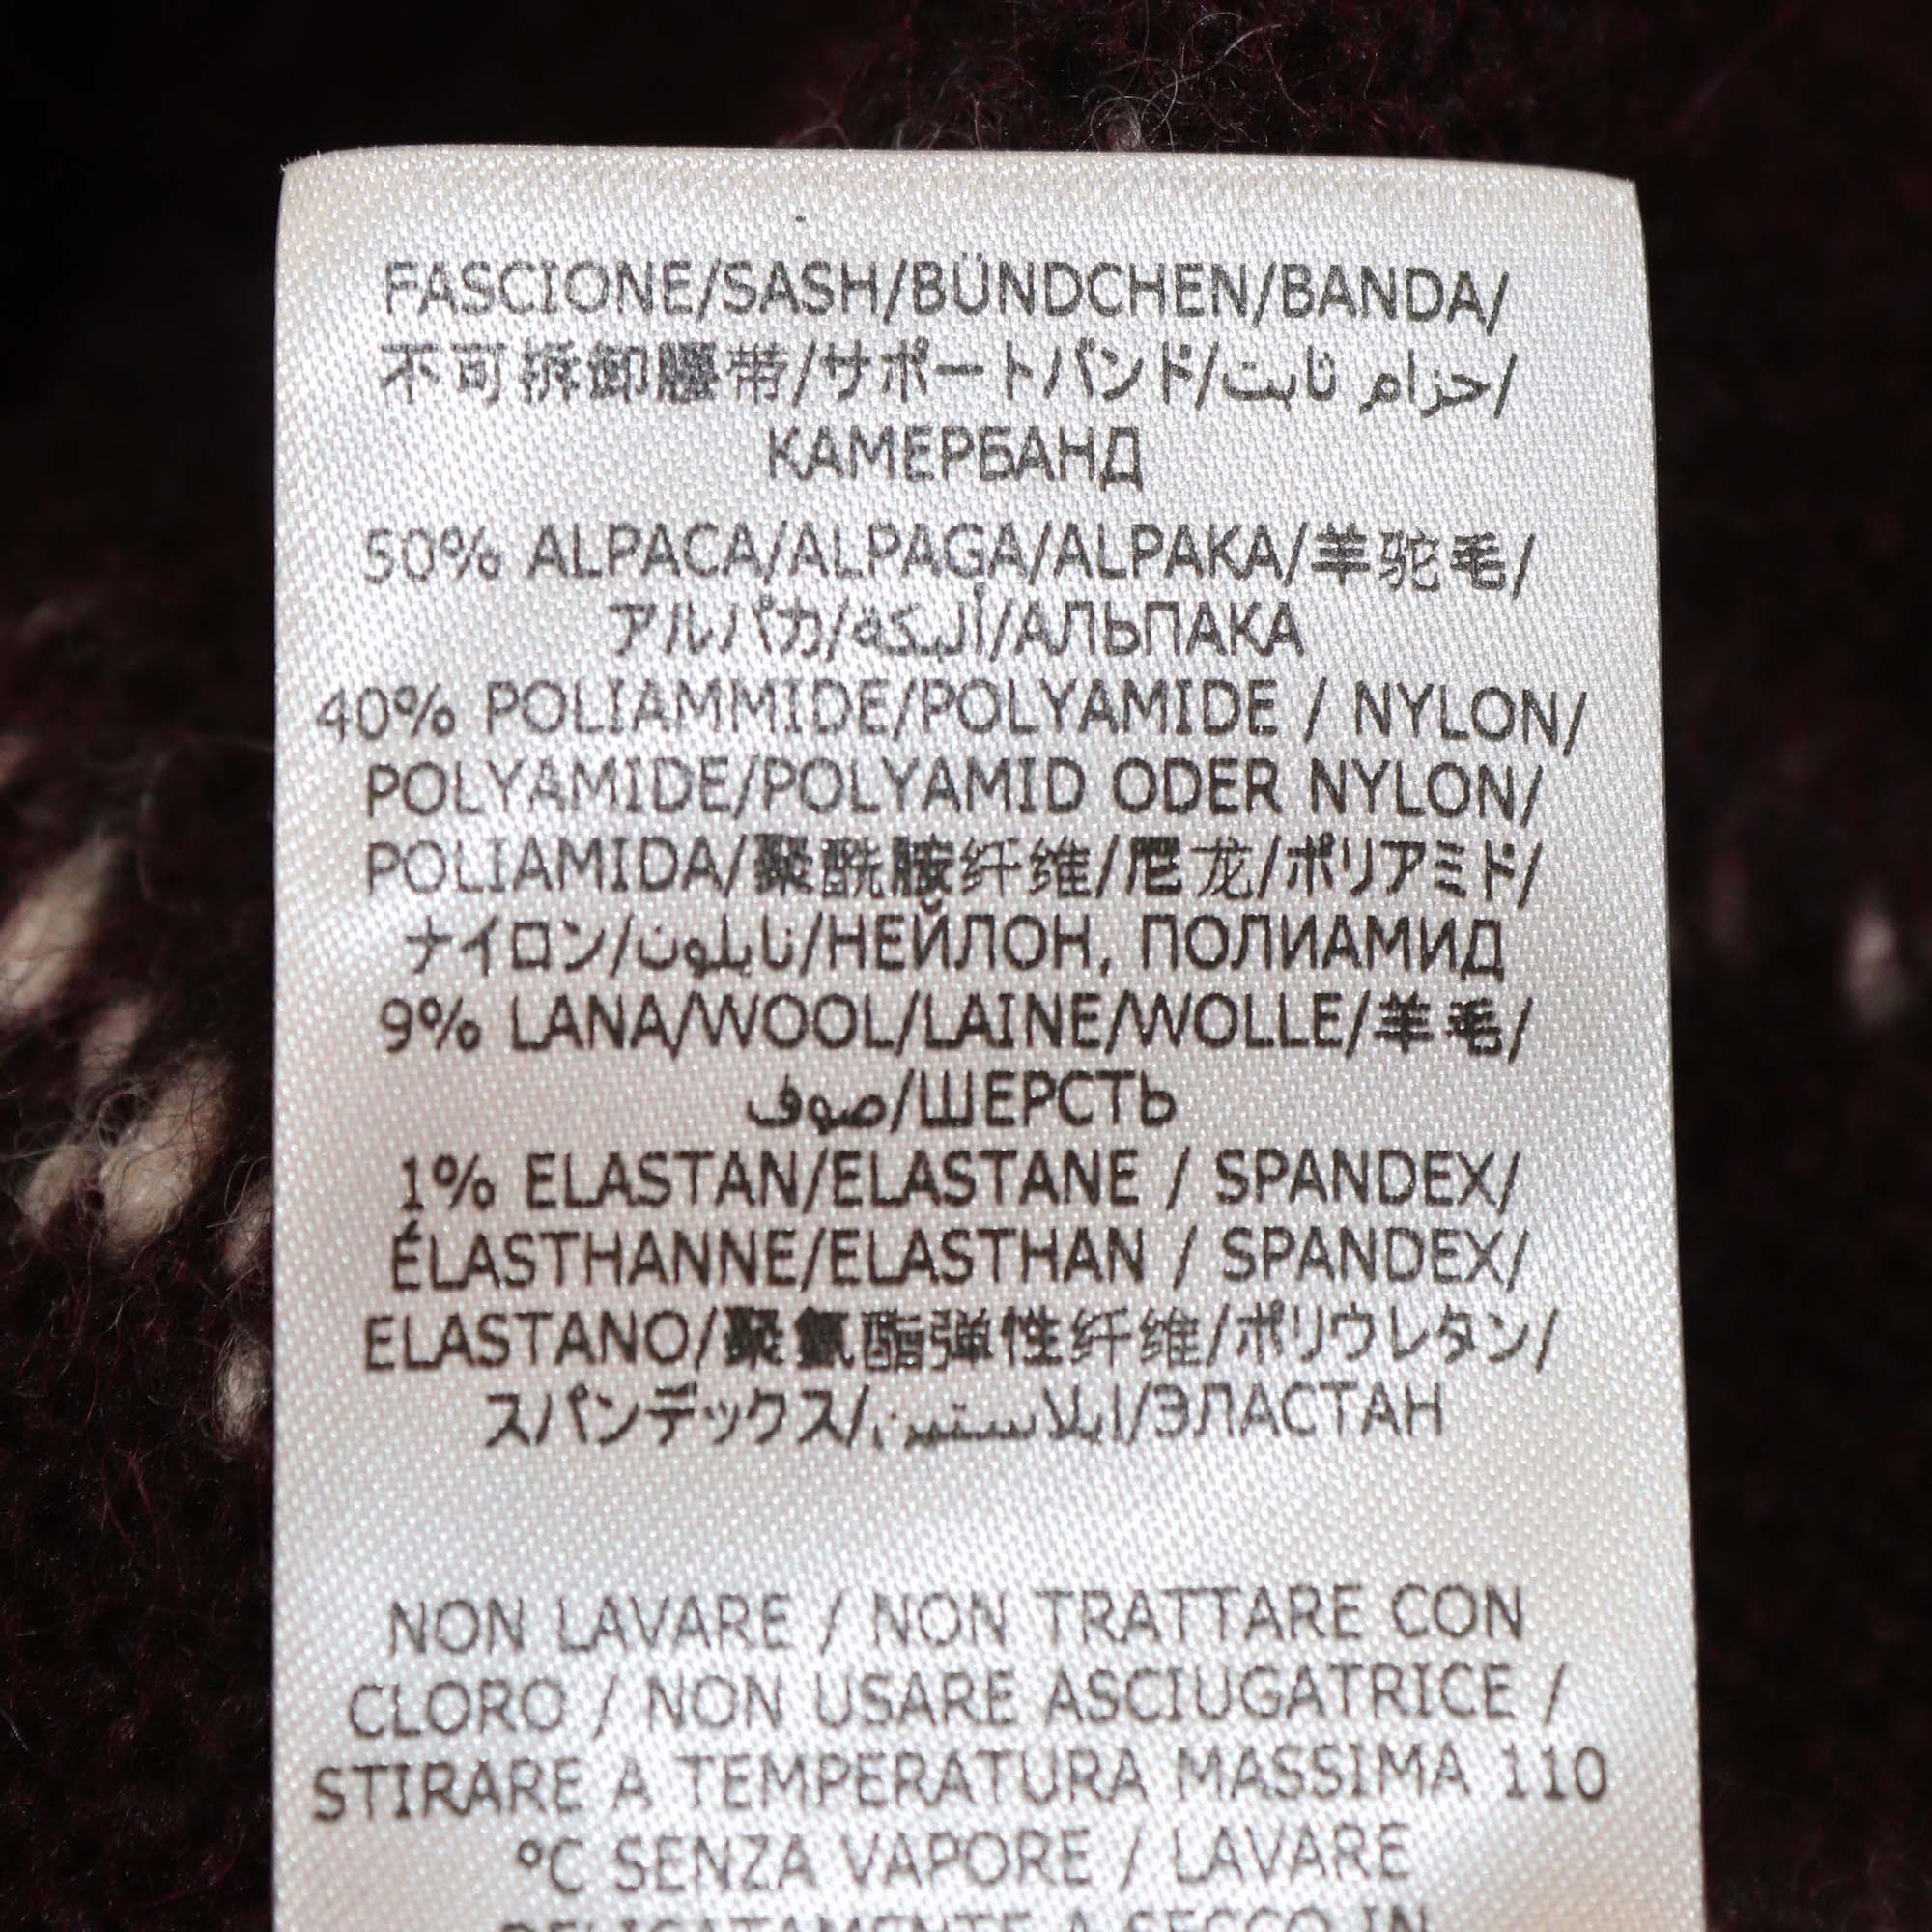 FASCIONE/SASH/BÜNDCHEN/BANDA/
不可拆卸腰带/サポートバンド/حزام ثابت/
КАМЕРБАНД
50% ALPACA/ALPAGA/ALPAKA/羊驼毛/
アルパカ/ألبكة/АЛЬПАКА
40% POLIAMMIDE/POLYAMIDE / NYLON/
POLYAMIDE/POLYAMID ODER NYLON/
POLIAMIDA/聚酰胺纤维/尼龙/ポリアミド/
ナイロン/نايلون/НЕЙЛОН, ПОЛИАМИД
9% LANA/WOOL/LAINE/WOLLE/羊毛/
صوف/ШЕРСТЬ
1% ELASTAN/ELASTANE / SPANDEX/
ÉLASTHANNE/ELASTHAN / SPANDEX/
ELASTANO/聚氨酯弹性纤维/ポリウレタン/
スパンデックス/ايلاستين/ЭЛАСТАН
NON LAVARE / NON TRATTARE CON
CLORO / NON USARE ASCIUGATRICE /
STIRARE A TEMPERATURA MASSIMA 110
°C SENZA VAPORE / LAVARE
DELICATAMENTE A SECCO IN